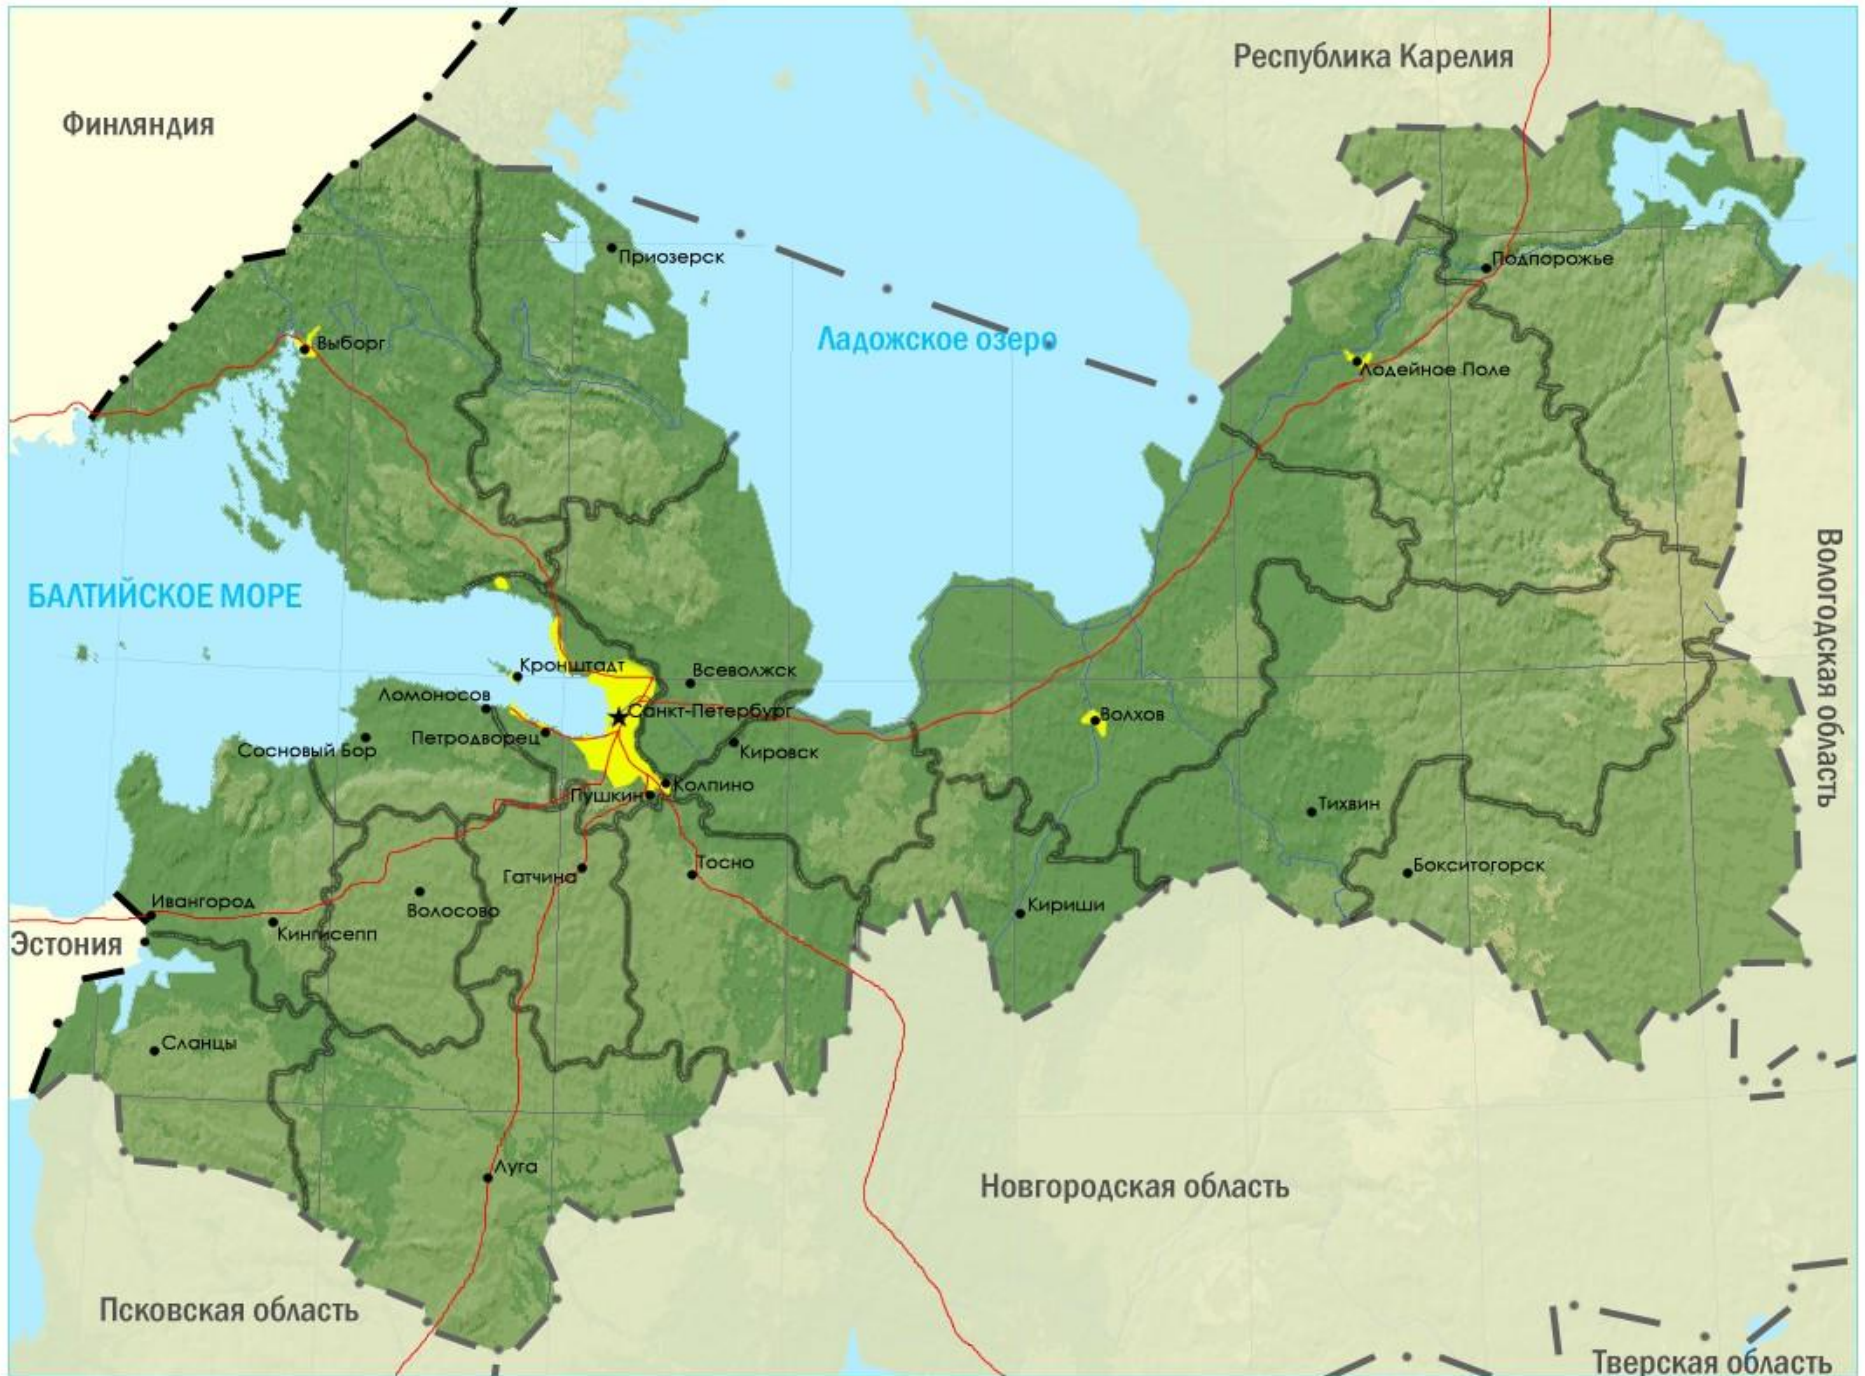 Республика Карелия
Финляндия
Приозерск
Подпорожье
Ладожское озеро
Выборг
Лодейное Поле
БАЛТИЙСКОЕ МОРЕ
Вологодская область
Кронштадт
Всеволжск
Ломоносов
Санкт-Петербург
Волхов
Петродворец
Сосновый Бор
Кировск
Колпино
Пушкин
Тихвин
Тосно
Бокситогорск
Гатчина
Ивангород
Волосово
Кириши
Кингисепп
Эстония
Сланцы
Луга
Новгородская область
Псковская область
Тверская область